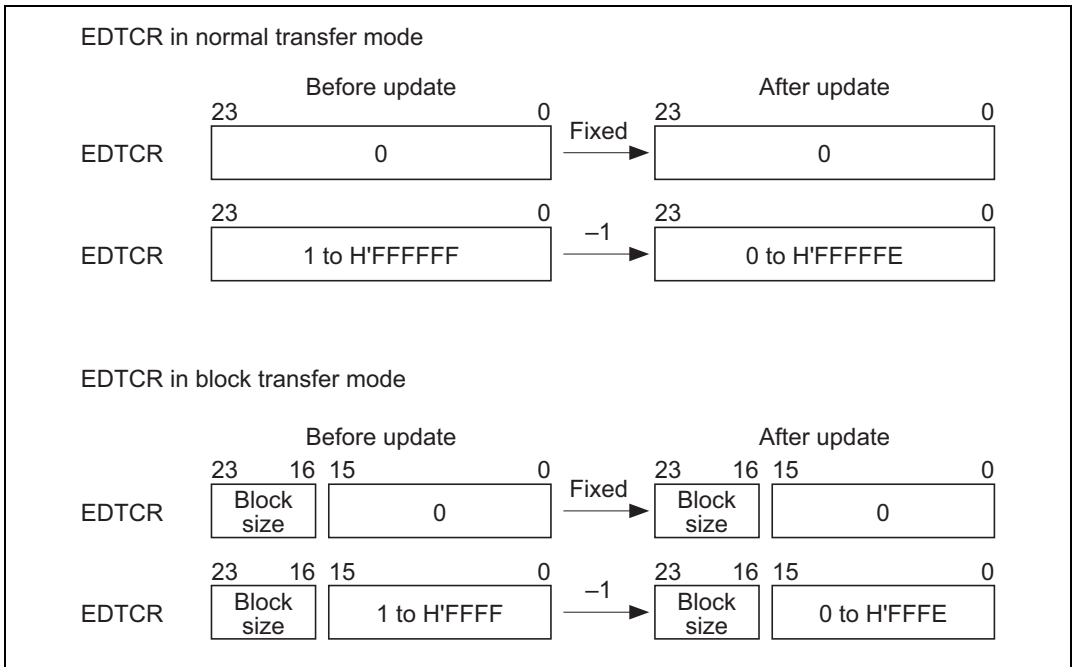 EDTCR in normal transfer mode
Before update After update
23 0 Fixed 23 0
EDTCR 0 0
23 0 –1 23 0
EDTCR 1 to H'FFFFFF 0 to H'FFFFFE
EDTCR in block transfer mode
Before update After update
23 16 15 0 Fixed 23 16 15 0
EDTCR Block size 0 Block size 0
23 16 15 0 –1 23 16 15 0
EDTCR Block size 1 to H'FFFF Block size 0 to H'FFFE